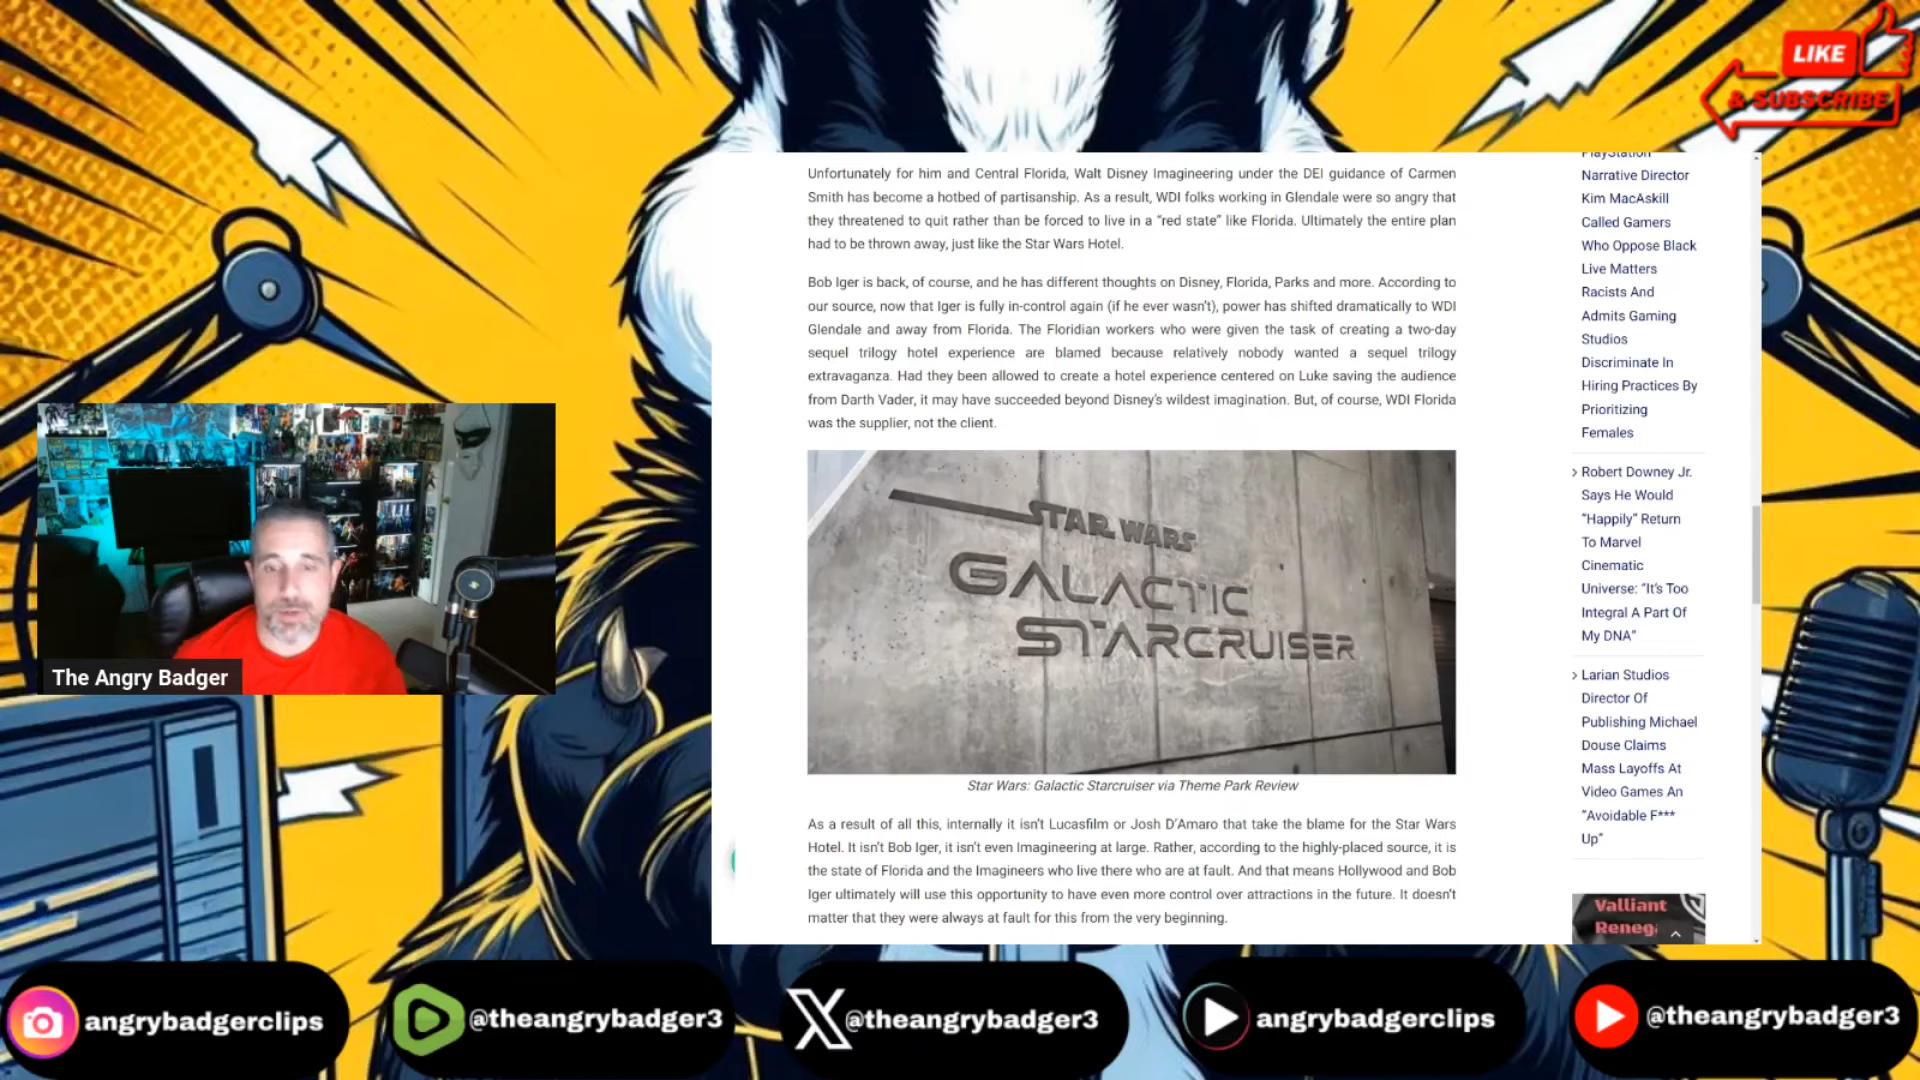 LIKE
& SUBSCRIBE
Unfortunately for him and Central Florida, Walt Disney Imagineering under the DEI guidance of Carmen
Smith has become a hotbed of partisanship. As a result, WDI folks working in Glendale were so angry that
they threatened to quit rather than be forced to live in a “red state” like Florida. Ultimately the entire plan
had to be thrown away, just like the Star Wars Hotel.
Bob Iger is back, of course, and he has different thoughts on Disney, Florida, Parks and more. According to
our source, now that Iger is fully in-control again (if he ever wasn’t), power has shifted dramatically to WDI
Glendale and away from Florida. The Floridian workers who were given the task of creating a two-day
sequel trilogy hotel experience are blamed because relatively nobody wanted a sequel trilogy
extravaganza. Had they been allowed to create a hotel experience centered on Luke saving the audience
from Darth Vader, it may have succeeded beyond Disney’s wildest imagination. But, of course, WDI Florida
was the supplier, not the client.
STAR WARS
GALACTIC
STARCRUISER
Star Wars: Galactic Starcruiser via Theme Park Review
As a result of all this, internally it isn’t Lucasfilm or Josh D’Amaro that take the blame for the Star Wars
Hotel. It isn’t Bob Iger, it isn’t even Imagineering at large. Rather, according to the highly-placed source, it is
the state of Florida and the Imagineers who live there who are at fault. And that means Hollywood and Bob
Iger ultimately will use this opportunity to have even more control over attractions in the future. It doesn’t
matter that they were always at fault for this from the very beginning.
PlayStation
Narrative Director
Kim MacAskill
Called Gamers
Who Oppose Black
Live Matters
Racists And
Admits Gaming
Studios
Discriminate In
Hiring Practices By
Prioritizing
Females
Robert Downey Jr.
Says He Would
“Happily” Return
To Marvel
Cinematic
Universe: “It’s Too
Integral A Part Of
My DNA”
Larian Studios
Director Of
Publishing Michael
Douse Claims
Mass Layoffs At
Video Games An
“Avoidable F***
Up”
Valliant
Reneg
The Angry Badger
angrybadgerclips
@theangrybadger3
@theangrybadger3
angrybadgerclips
@theangrybadger3